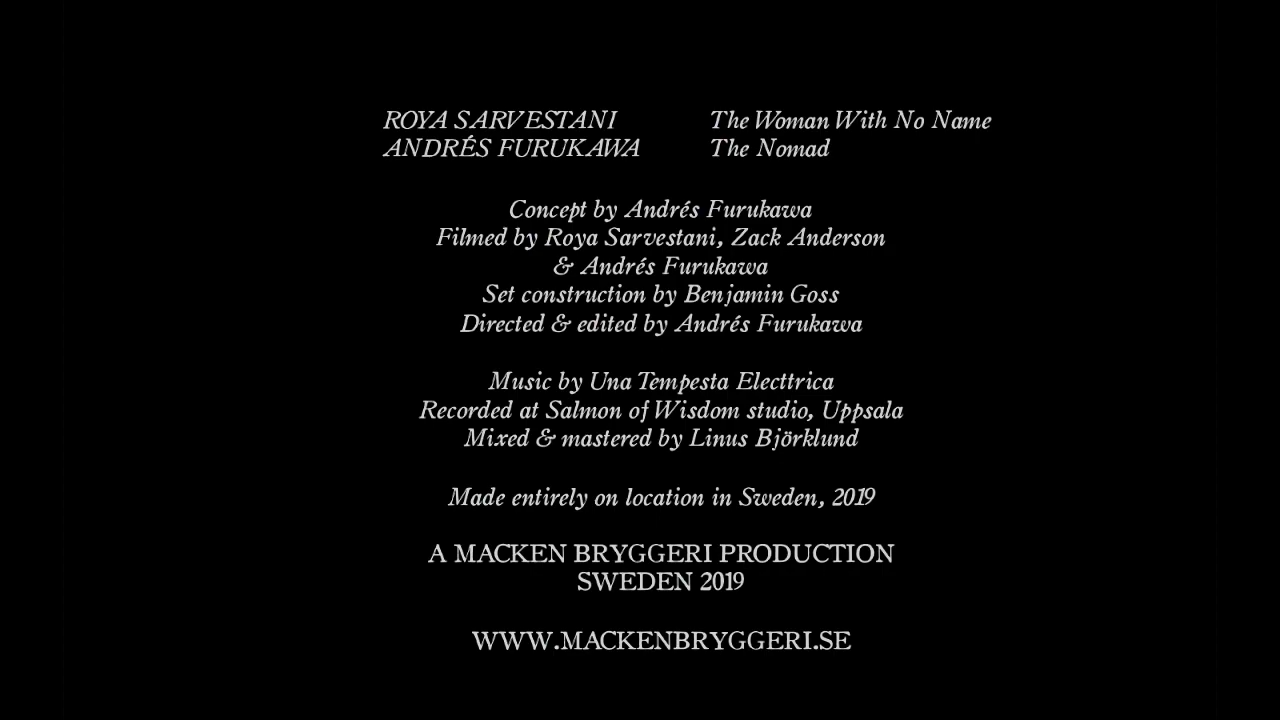 ROYA SARVESTANI The Woman With No Name
ANDRÉS FURUKAWA The Nomad
Concept by Andrés Furukawa
Filmed by Roya Sarvestani, Zack Anderson
& Andrés Furukawa
Set construction by Benjamin Goss
Directed & edited by Andrés Furukawa
Music by Una Tempesta Electtrica
Recorded at Salmon of Wisdom studio, Uppsala
Mixed & mastered by Linus Björklund
Made entirely on location in Sweden, 2019
A MACKEN BRYGGERI PRODUCTION
SWEDEN 2019
WWW.MACKENBRYGGERI.SE